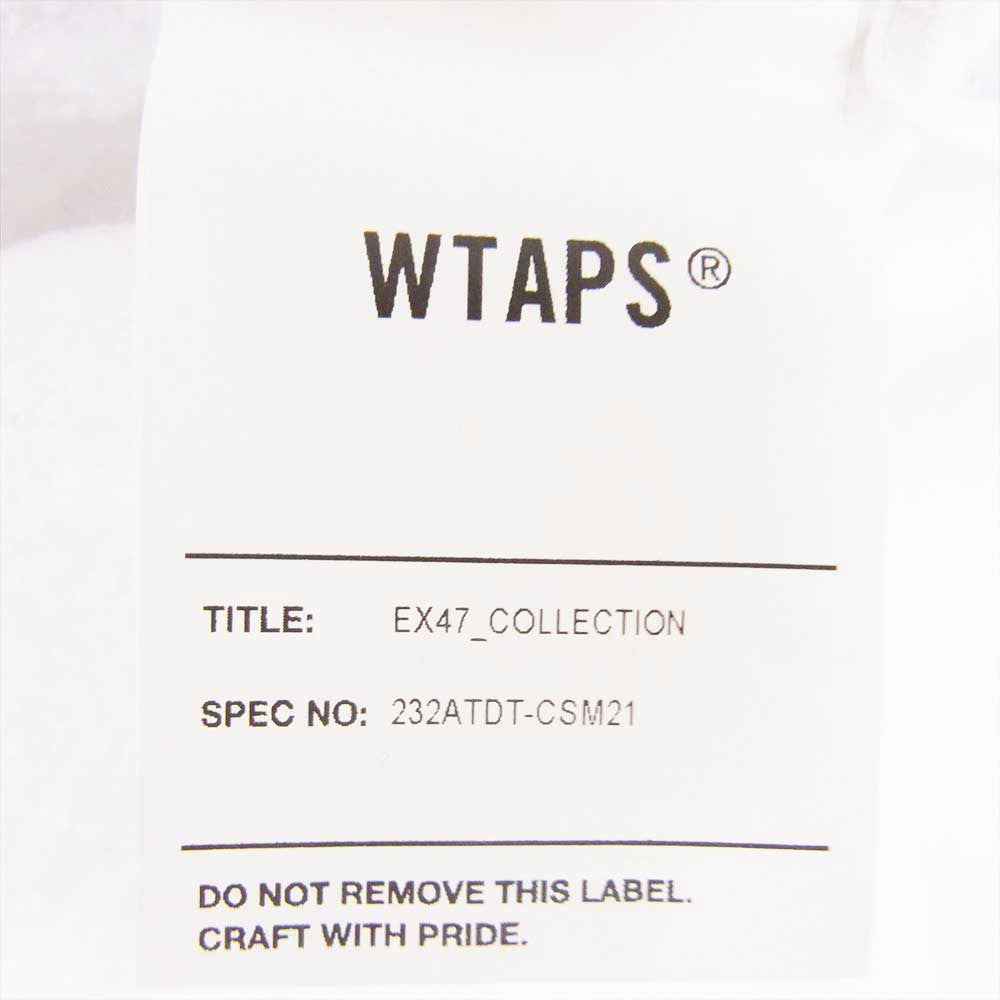 WTAPS®
TITLE: EX47_COLLECTION
SPEC NO: 232ATDT-CSM21
DO NOT REMOVE THIS LABEL.
CRAFT WITH PRIDE.